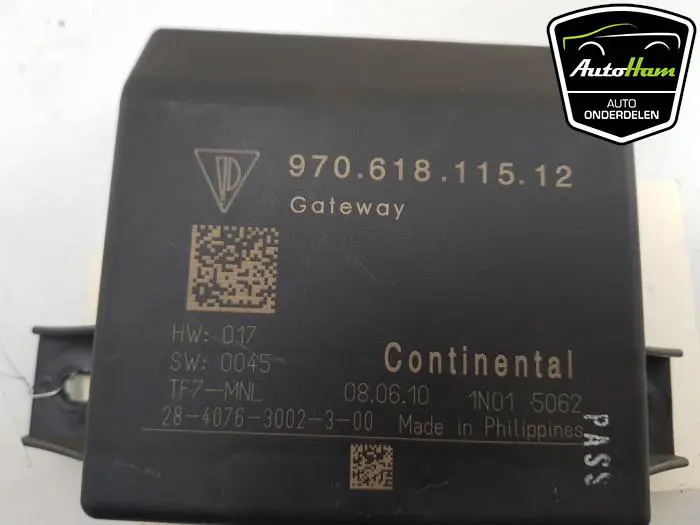 AutoHam
AUTO
ONDERDELEN
970.618.115.12
Gateway
HW: 017
SW: 0045
Continental
TF7-MNL 08.06.10 1N01 5062
28-4076-3002-3-00 Made in Philippines
PASS